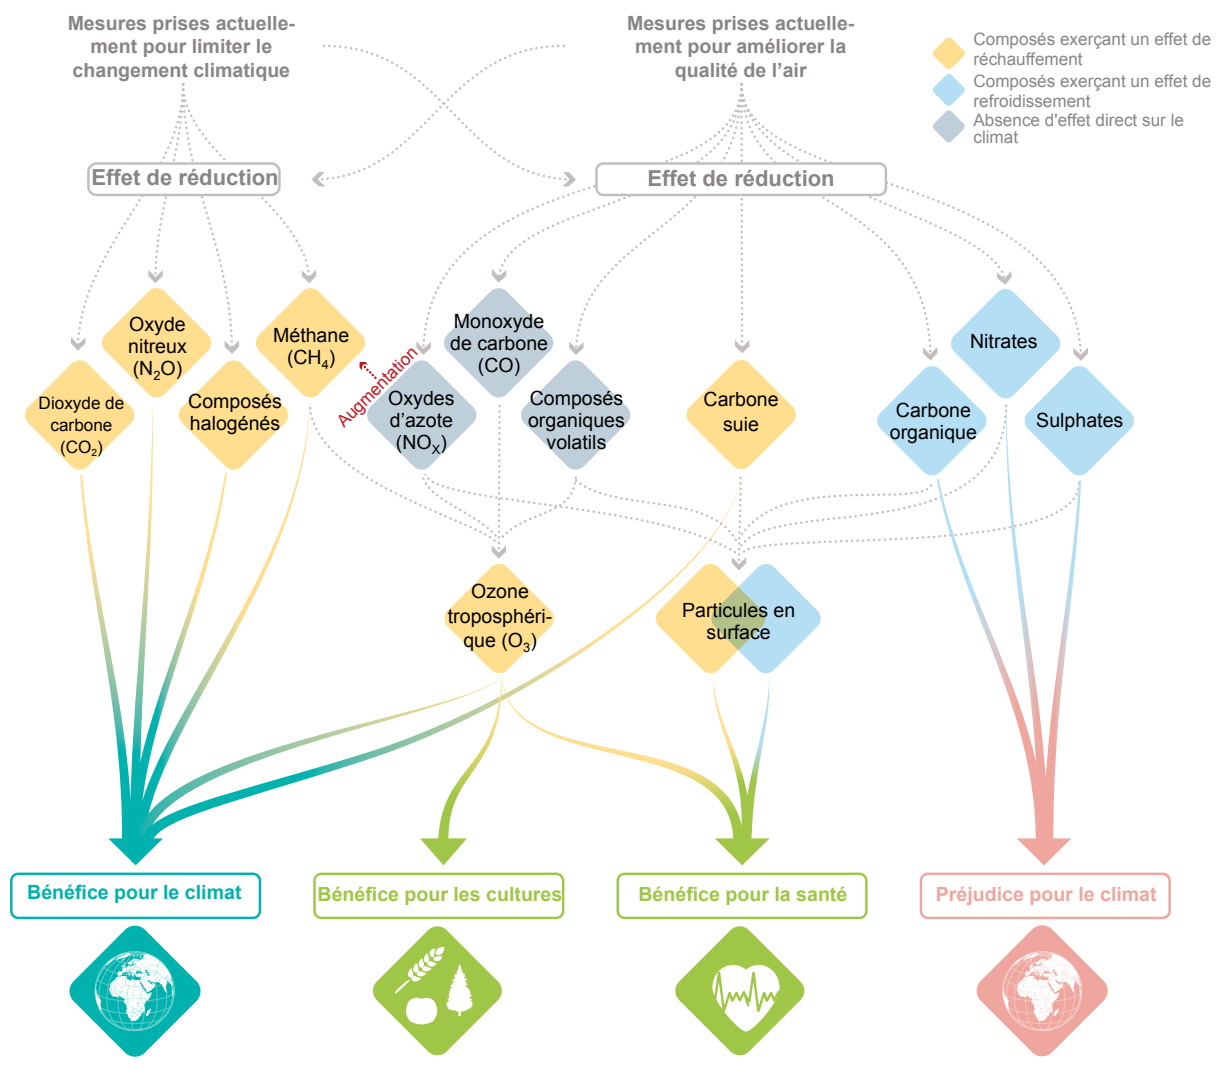 Mesures prises actuelle-
ment pour limiter le
changement climatique
Mesures prises actuelle-
ment pour améliorer la
qualité de l'air
Composés exerçant un effet de
réchauffement
Composés exerçant un effet de
refroidissement
Absence d'effet direct sur le
climat
Effet de réduction
Effet de réduction
Oxyde
nitreux
(N2O)
Méthane
(CH4)
Dioxyde de
carbone
(CO2)
Composés
halogénés
Augmentation
Monoxyde
de carbone
(CO)
Oxydes
d'azote
(NOX)
Composés
organiques
volatils
Carbone
suie
Nitrates
Carbone
organique
Sulphates
Ozone
troposphéri-
que (O3)
Particules en
surface
Bénéfice pour le climat
Bénéfice pour les cultures
Bénéfice pour la santé
Préjudice pour le climat